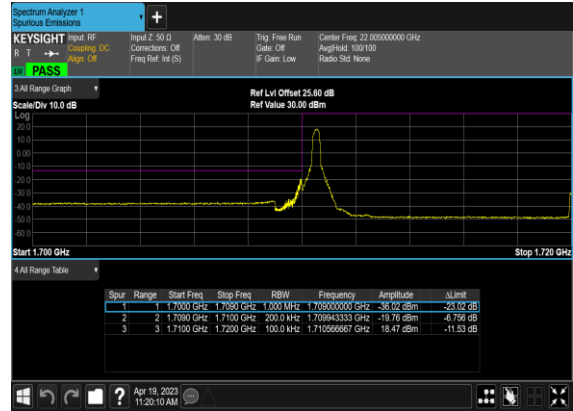 Spectrum Analyzer 1
Spurious Emissions
+
KEYSIGHT Input: RF Input Z: 50 Ω Atten: 30 dB Trig: Free Run Center Freq: 22.005000000 GHz
R T Coupling: DC Corrections: Off Gate: Off Avg|Hold: 100/100
Align: Off Freq Ref: Int (S) IF Gain: Low Radio Std: None
PASS
3 All Range Graph
Ref Lvl Offset 25.60 dB
Scale/Div 10.0 dB Ref Value 30.00 dBm
Log
20.0
10.0
0.00
-10.0
-20.0
-30.0
-40.0
-50.0
-60.0
Start 1.700 GHz Stop 1.720 GHz
4 All Range Table
Spur Range Start Freq Stop Freq RBW Frequency Amplitude ΔLimit
1 1 1.7000 GHz 1.7090 GHz 1.000 MHz 1.709000000 GHz -36.02 dBm -23.02 dB
2 2 1.7090 GHz 1.7100 GHz 200.0 kHz 1.709943333 GHz -19.76 dBm -6.756 dB
3 3 1.7100 GHz 1.7200 GHz 100.0 kHz 1.710566667 GHz 18.47 dBm -11.53 dB
? Apr 19, 2023
11:20:10 AM